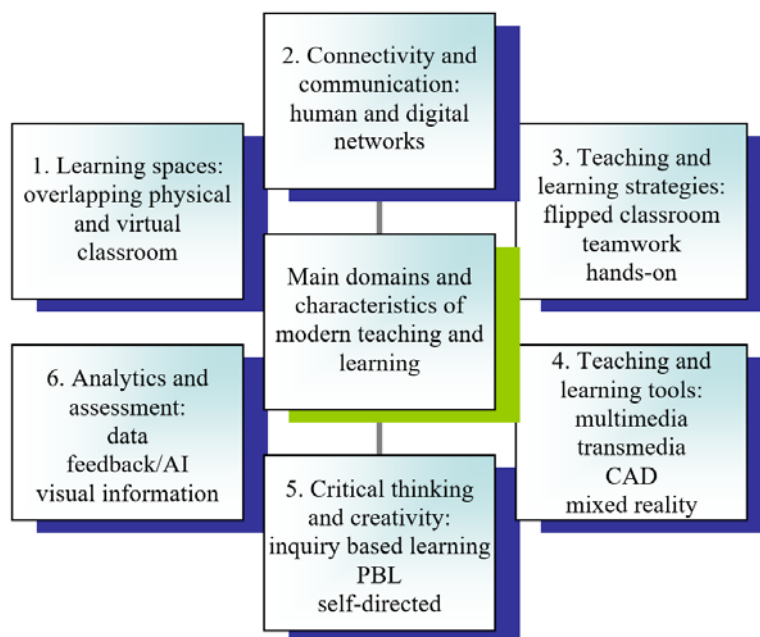 1. Learning spaces:
overlapping physical
and virtual
classroom
2. Connectivity and
communication:
human and digital
networks
3. Teaching and
learning strategies:
flipped classroom
teamwork
hands-on
Main domains and
characteristics of
modern teaching and
learning
4. Teaching and
learning tools:
multimedia
transmedia
CAD
mixed reality
5. Critical thinking
and creativity:
inquiry based learning
PBL
self-directed
6. Analytics and
assessment:
data
feedback/AI
visual information